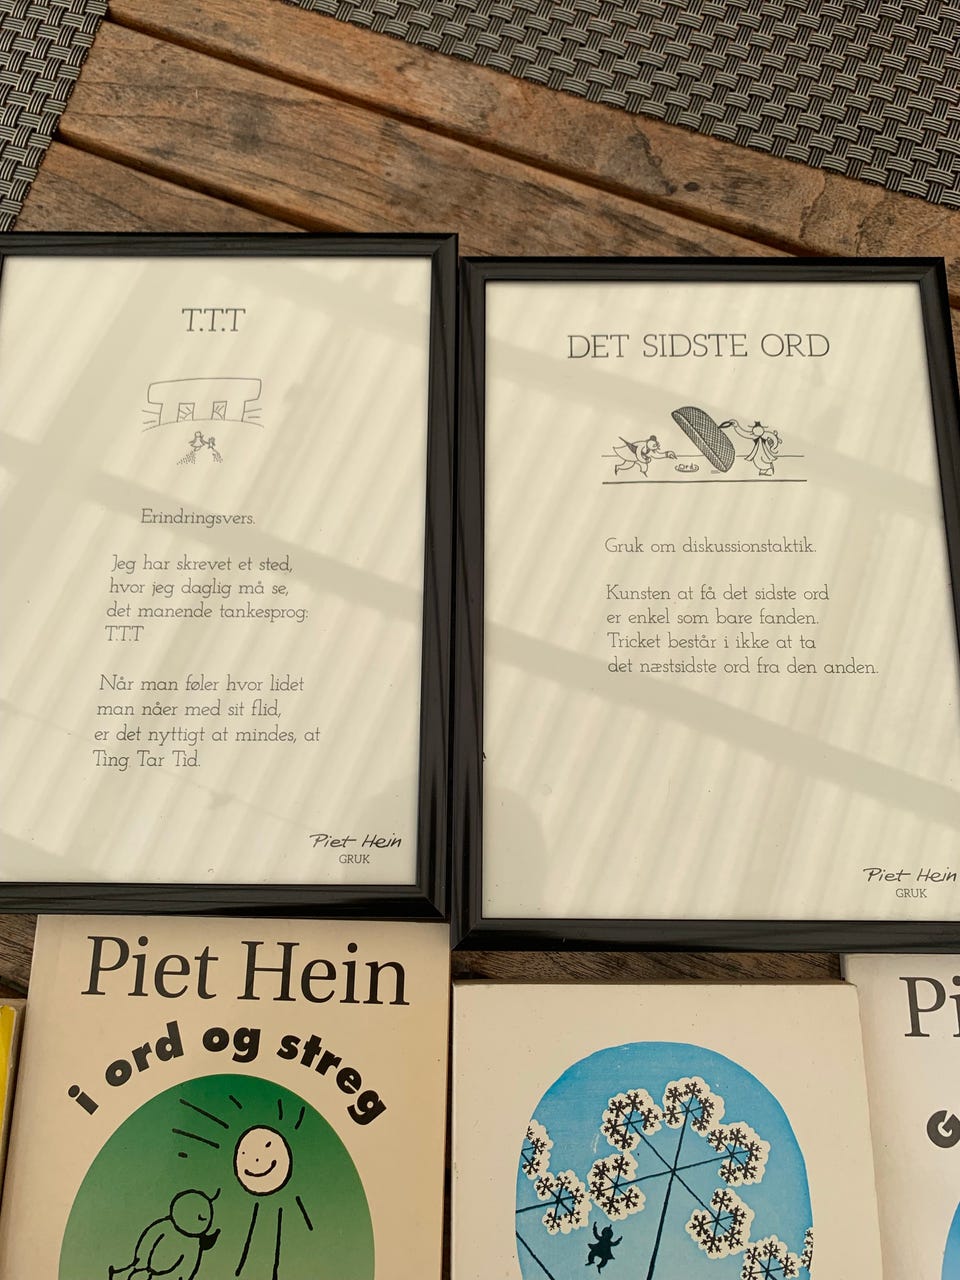 T.T.T
Erindringsvers.
Jeg har skrevet et sted,
hvor jeg daglig må se,
det manende tankesprog:
T.T.T
Når man føler hvor lidet
man nåer med sit flid,
er det nyttigt at mindes, at
Ting Tar Tid.
Piet Hein
GRUK
DET SIDSTE ORD
ord
Gruk om diskussionstaktik.
Kunsten at få det sidste ord
er enkel som bare fanden.
Tricket består i ikke at ta
det næstsidste ord fra den anden.
Piet Hein
GRUK
Piet Hein
i ord og streg
Pi
G